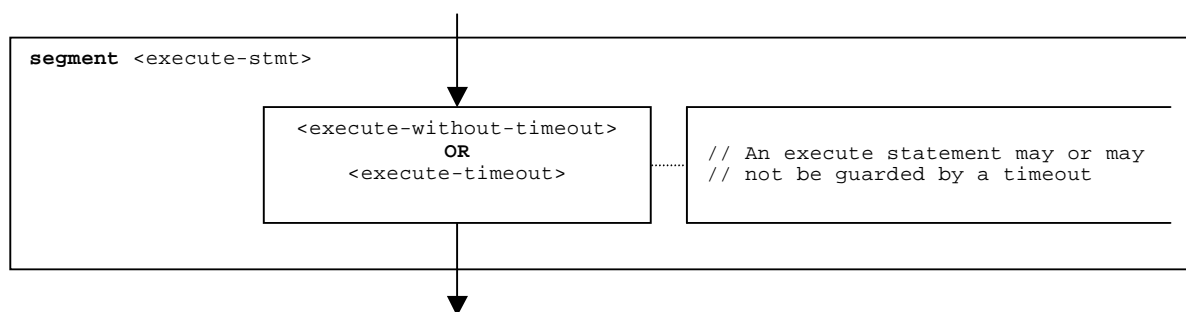 segment <execute-stmt>
<execute-without-timeout>
OR
<execute-timeout>
// An execute statement may or may
// not be guarded by a timeout